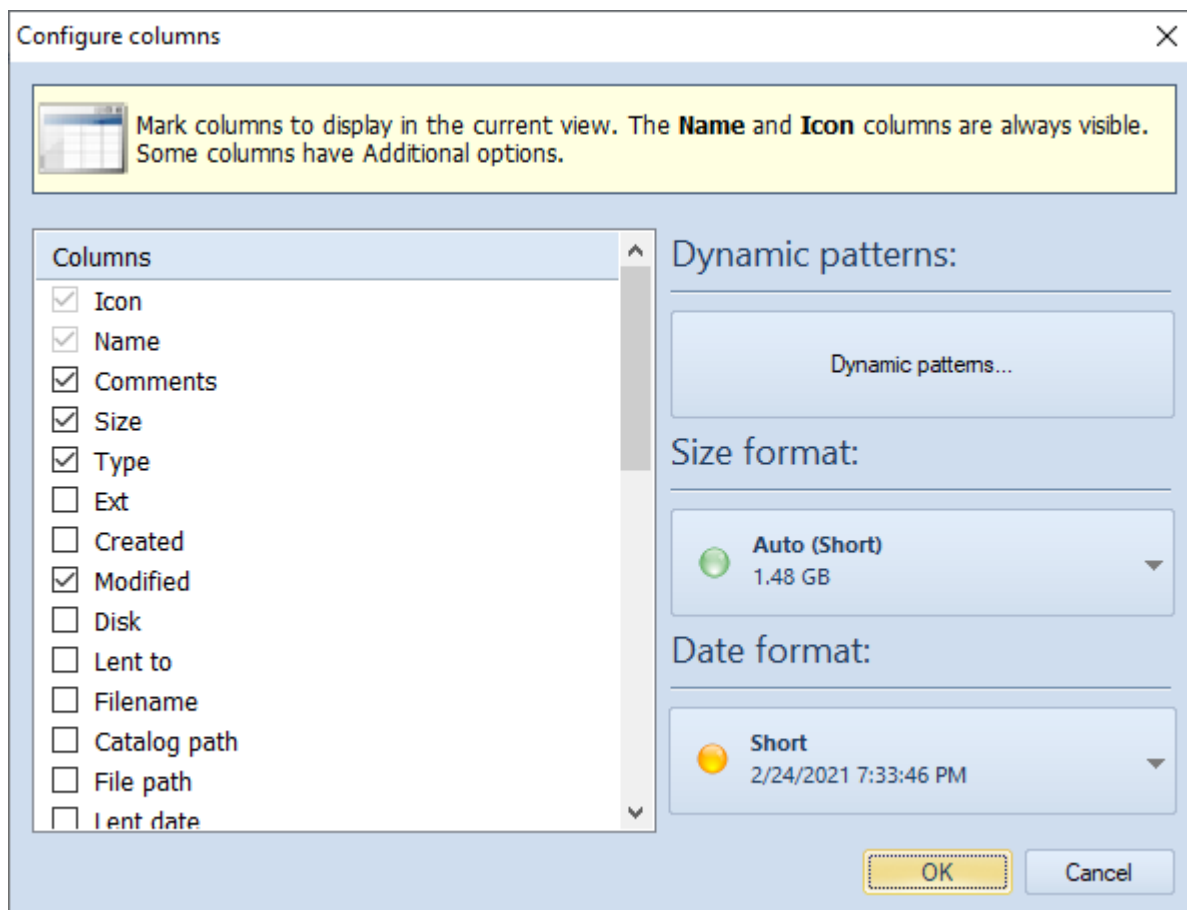 Configure columns
Mark columns to display in the current view. The Name and Icon columns are always visible.
Some columns have Additional options.
Columns
Icon
Name
Comments
Size
Type
Ext
Created
Modified
Disk
Lent to
Filename
Catalog path
File path
Lent date
Dynamic patterns:
Dynamic patterns...
Size format:
Auto (Short)
1.48 GB
Date format:
Short
2/24/2021 7:33:46 PM
OK
Cancel